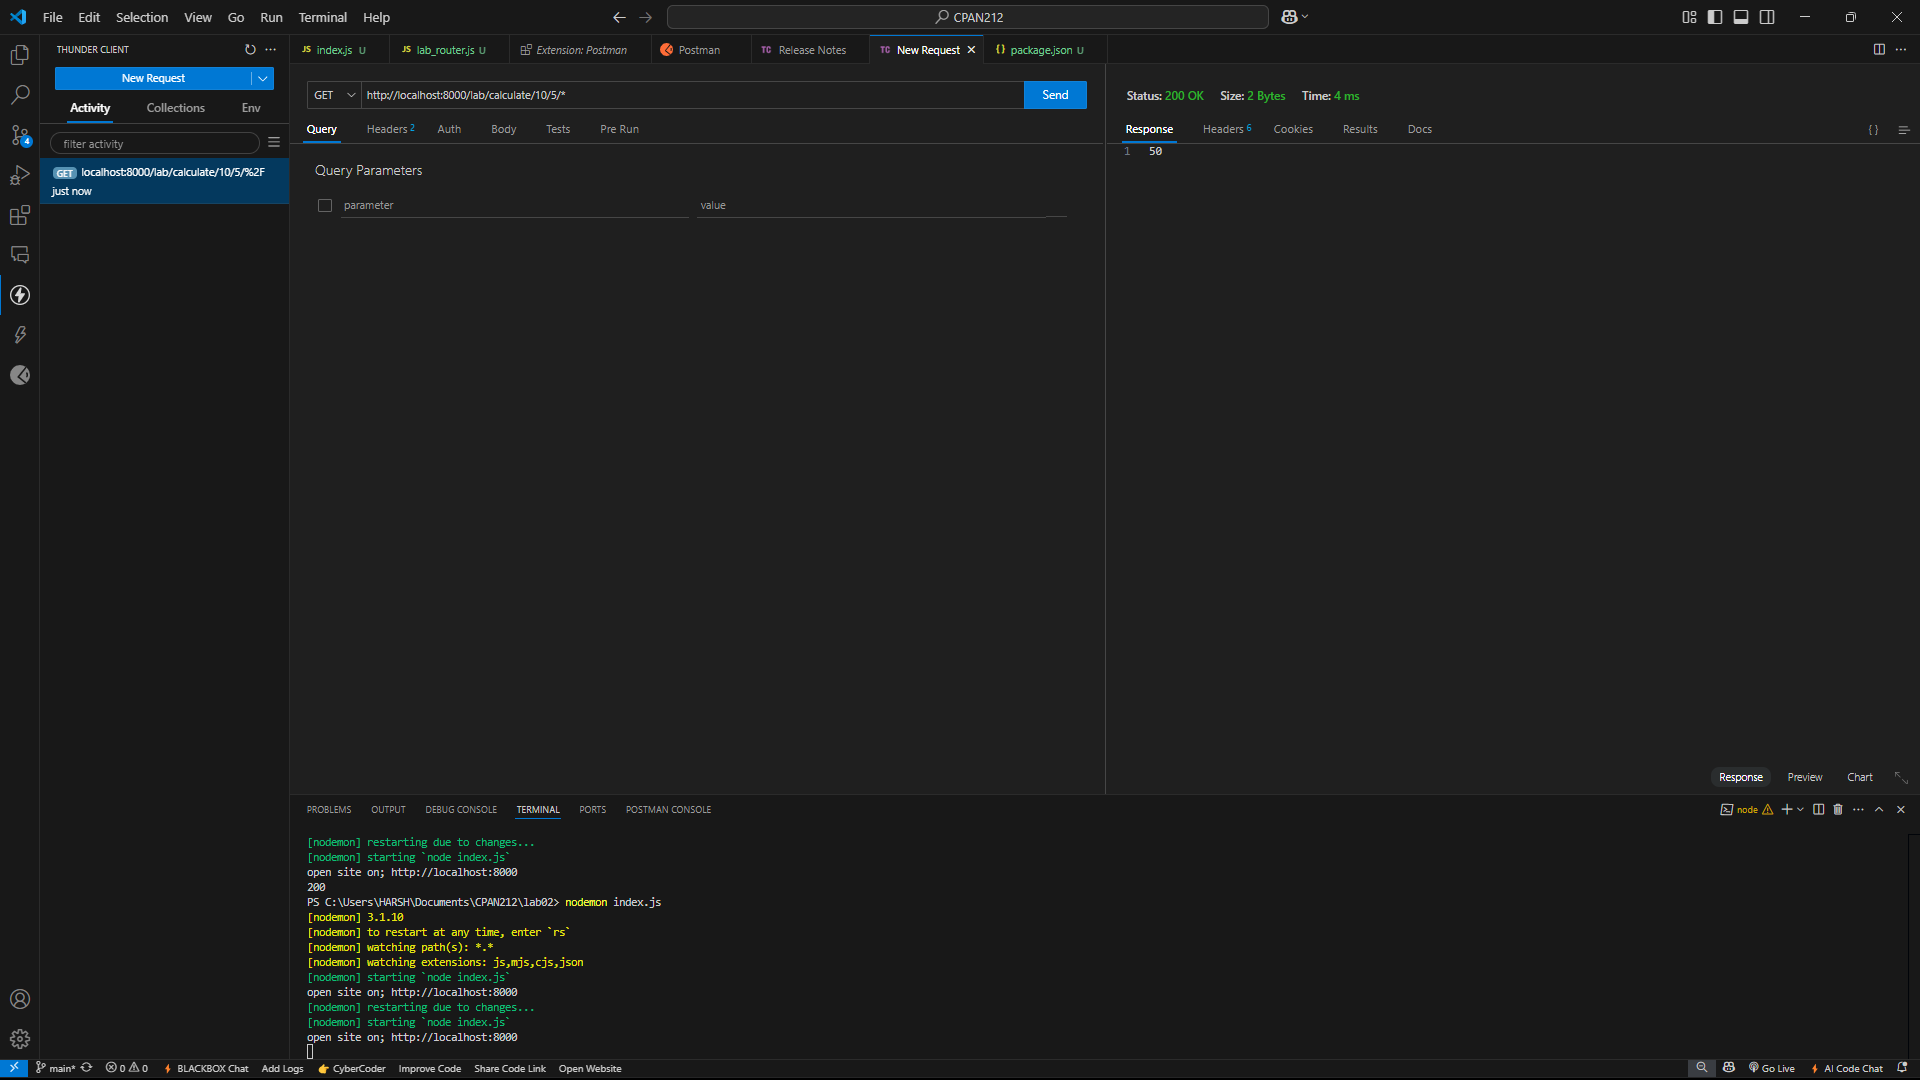 File Edit Selection View Go Run Terminal Help
CPAN212
THUNDER CLIENT
New Request
Activity Collections Env
filter activity
GET localhost:8000/lab/calculate/10/5/%2F
just now
4
JS index.js U
JS lab_router.js U
Extension: Postman
Postman
TC Release Notes
TC New Request
{} package.json U
GET http://localhost:8000/lab/calculate/10/5/* Send
Query Headers 2 Auth Body Tests Pre Run
Query Parameters
parameter value
Status: 200 OK Size: 2 Bytes Time: 4 ms
Response Headers 6 Cookies Results Docs { }
1 50
Response Preview Chart
PROBLEMS OUTPUT DEBUG CONSOLE TERMINAL PORTS POSTMAN CONSOLE
node
[nodemon] restarting due to changes...
[nodemon] starting `node index.js`
open site on; http://localhost:8000
200
PS C:\Users\HARSH\Documents\CPAN212\lab02> nodemon index.js
[nodemon] 3.1.10
[nodemon] to restart at any time, enter `rs`
[nodemon] watching path(s): *.*
[nodemon] watching extensions: js,mjs,cjs,json
[nodemon] starting `node index.js`
open site on; http://localhost:8000
[nodemon] restarting due to changes...
[nodemon] starting `node index.js`
open site on; http://localhost:8000
main* 0 0 BLACKBOX Chat Add Logs CyberCoder Improve Code Share Code Link Open Website Go Live AI Code Chat